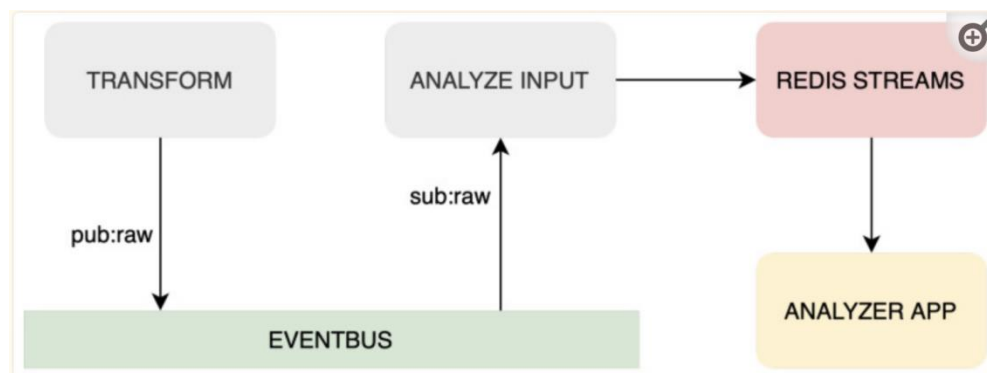 TRANSFORM
ANALYZE INPUT
REDIS STREAMS
sub:raw
pub:raw
ANALYZER APP
EVENTBUS